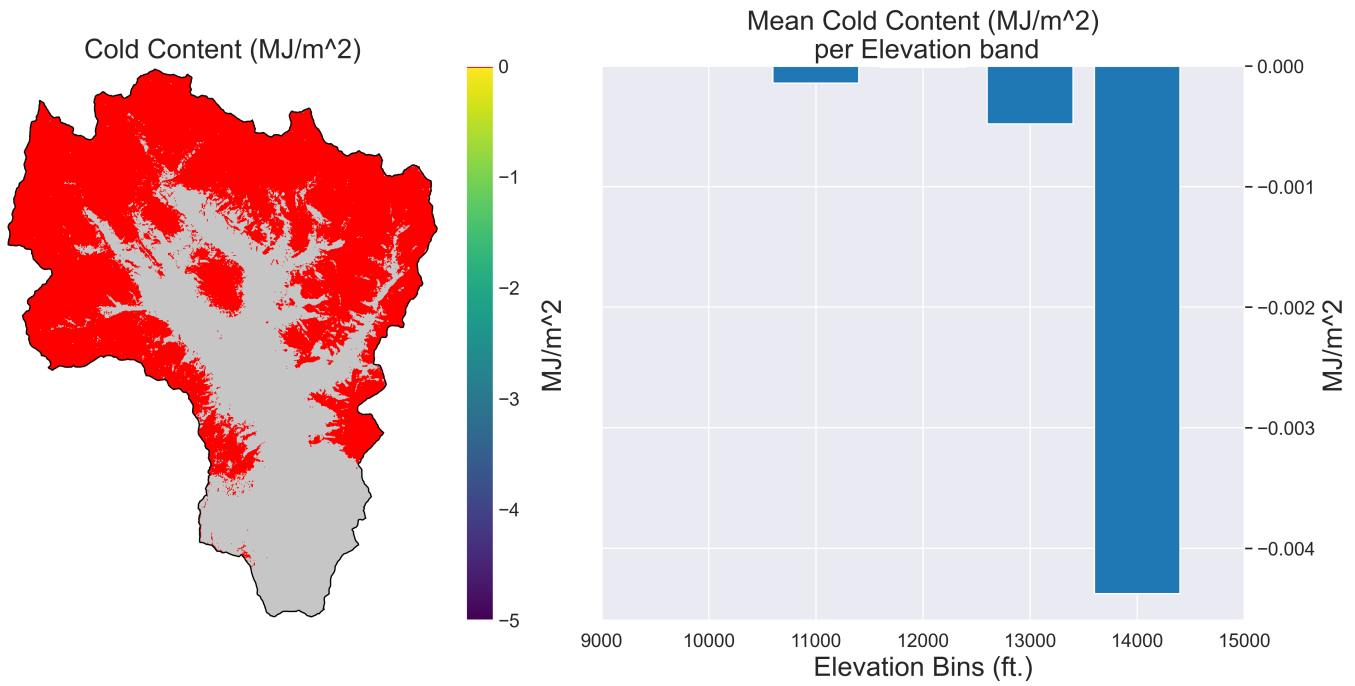 Cold Content (MJ/m^2)
0
−1
−2
−3
−4
−5
MJ/m^2
Mean Cold Content (MJ/m^2)
per Elevation band
0.000
−0.001
−0.002
−0.003
−0.004
MJ/m^2
9000 10000 11000 12000 13000 14000 15000
Elevation Bins (ft.)